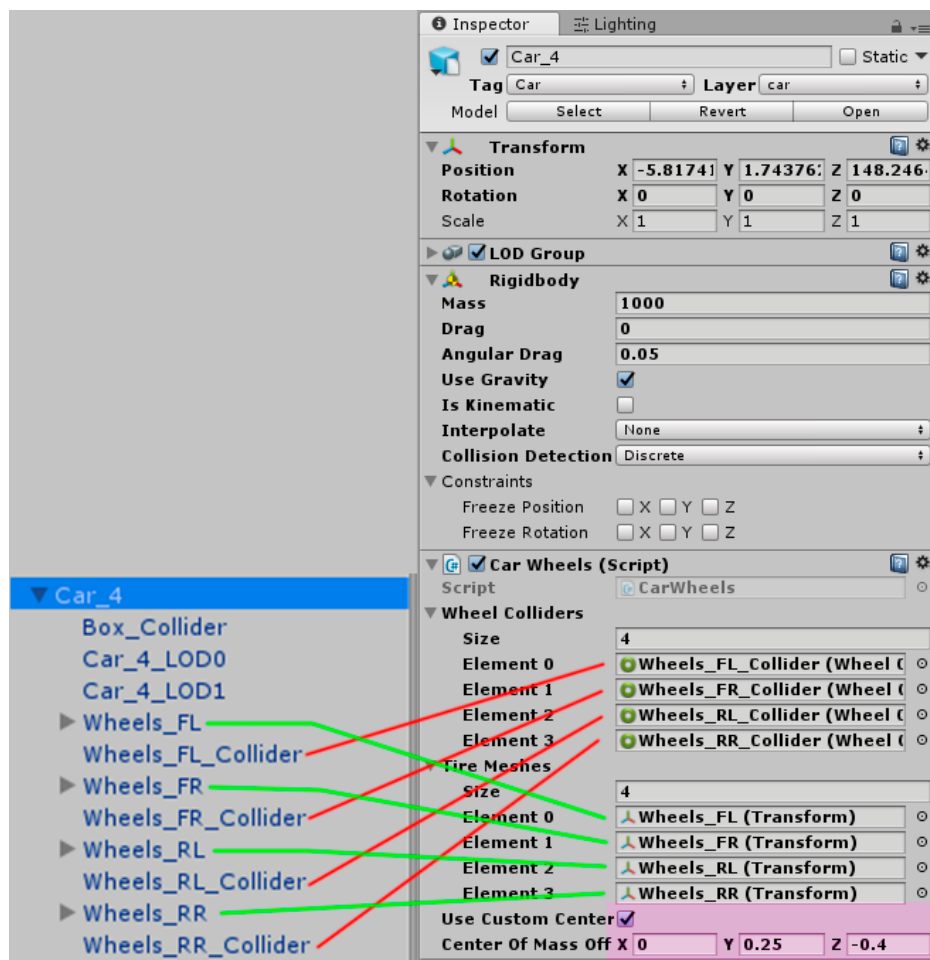 Inspector Lighting
Car_4 Static
Tag Car Layer car
Model Select Revert Open
Transform
Position X -5.81741 Y 1.74376 Z 148.246
Rotation X 0 Y 0 Z 0
Scale X 1 Y 1 Z 1
LOD Group
Rigidbody
Mass 1000
Drag 0
Angular Drag 0.05
Use Gravity
Is Kinematic
Interpolate None
Collision Detection Discrete
Constraints
Freeze Position X Y Z
Freeze Rotation X Y Z
Car Wheels (Script)
Script CarWheels
Wheel Colliders
Size 4
Element 0 Wheels_FL_Collider (Wheel C
Element 1 Wheels_FR_Collider (Wheel C
Element 2 Wheels_RL_Collider (Wheel C
Element 3 Wheels_RR_Collider (Wheel C
Tire Meshes
Size 4
Element 0 Wheels_FL (Transform)
Element 1 Wheels_FR (Transform)
Element 2 Wheels_RL (Transform)
Element 3 Wheels_RR (Transform)
Use Custom Center
Center Of Mass Off X 0 Y 0.25 Z -0.4
Car_4
Box_Collider
Car_4_LOD0
Car_4_LOD1
Wheels_FL
Wheels_FL_Collider
Wheels_FR
Wheels_FR_Collider
Wheels_RL
Wheels_RL_Collider
Wheels_RR
Wheels_RR_Collider